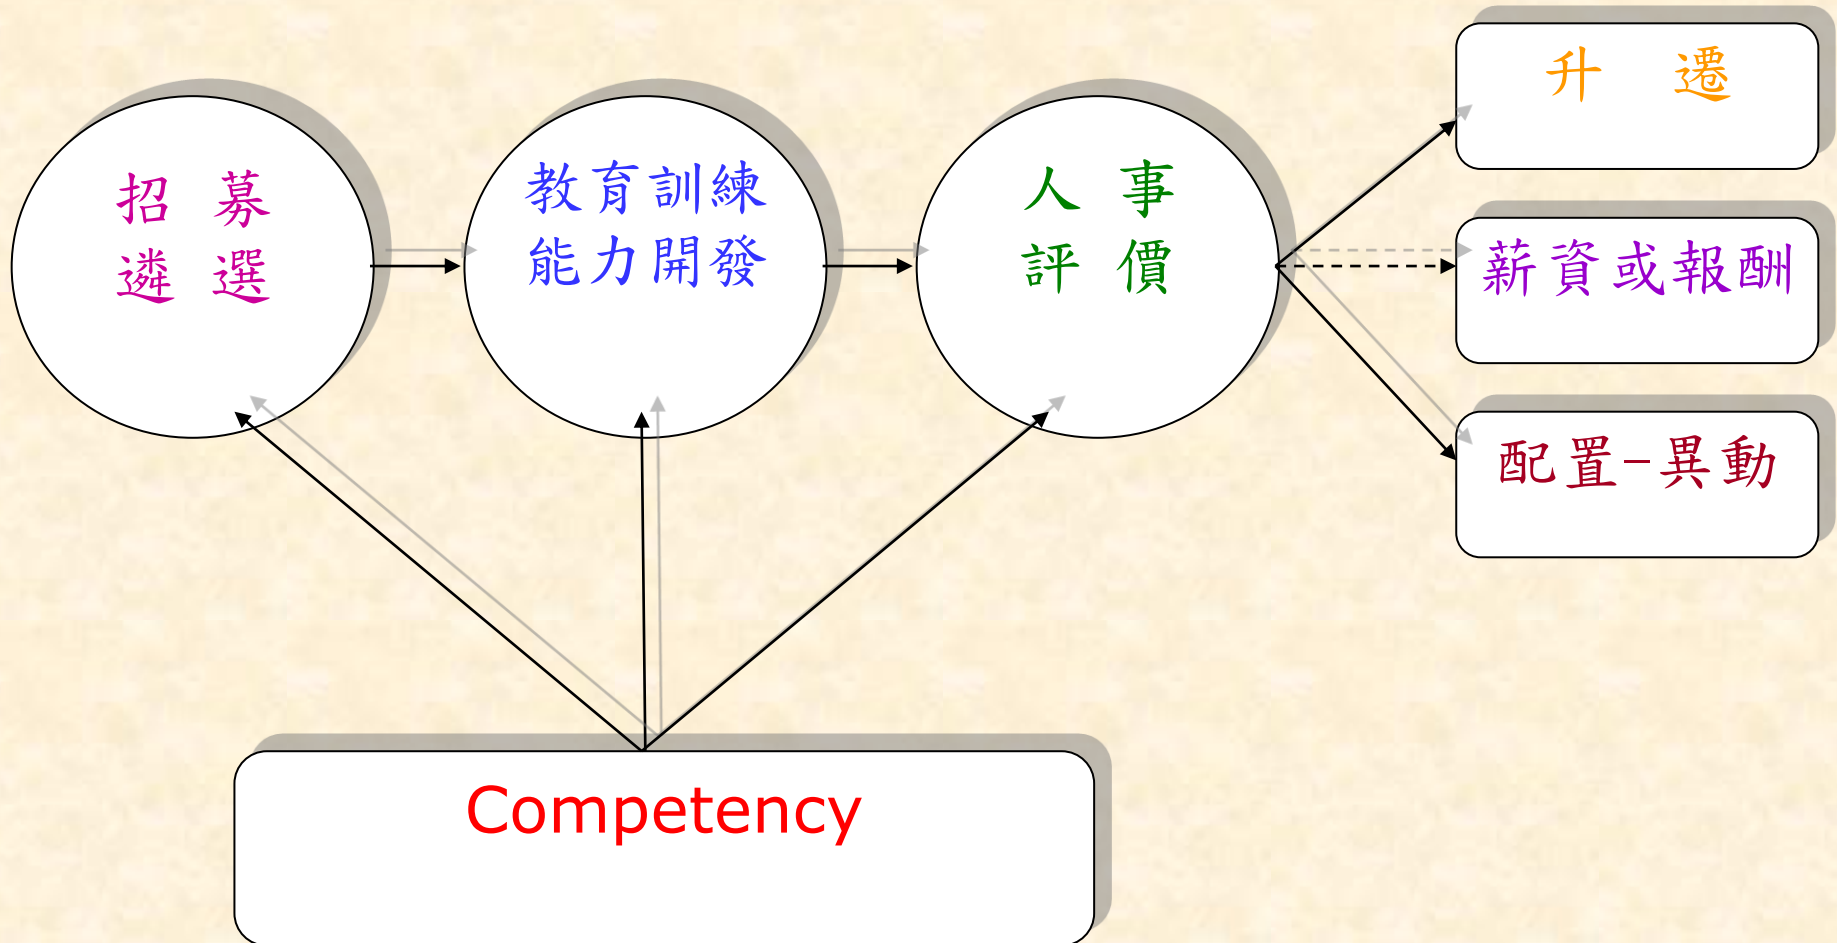 招 募
遴 選
教育訓練
能力開發
人 事
評 價
升 遷
薪資或報酬
配置-異動
Competency